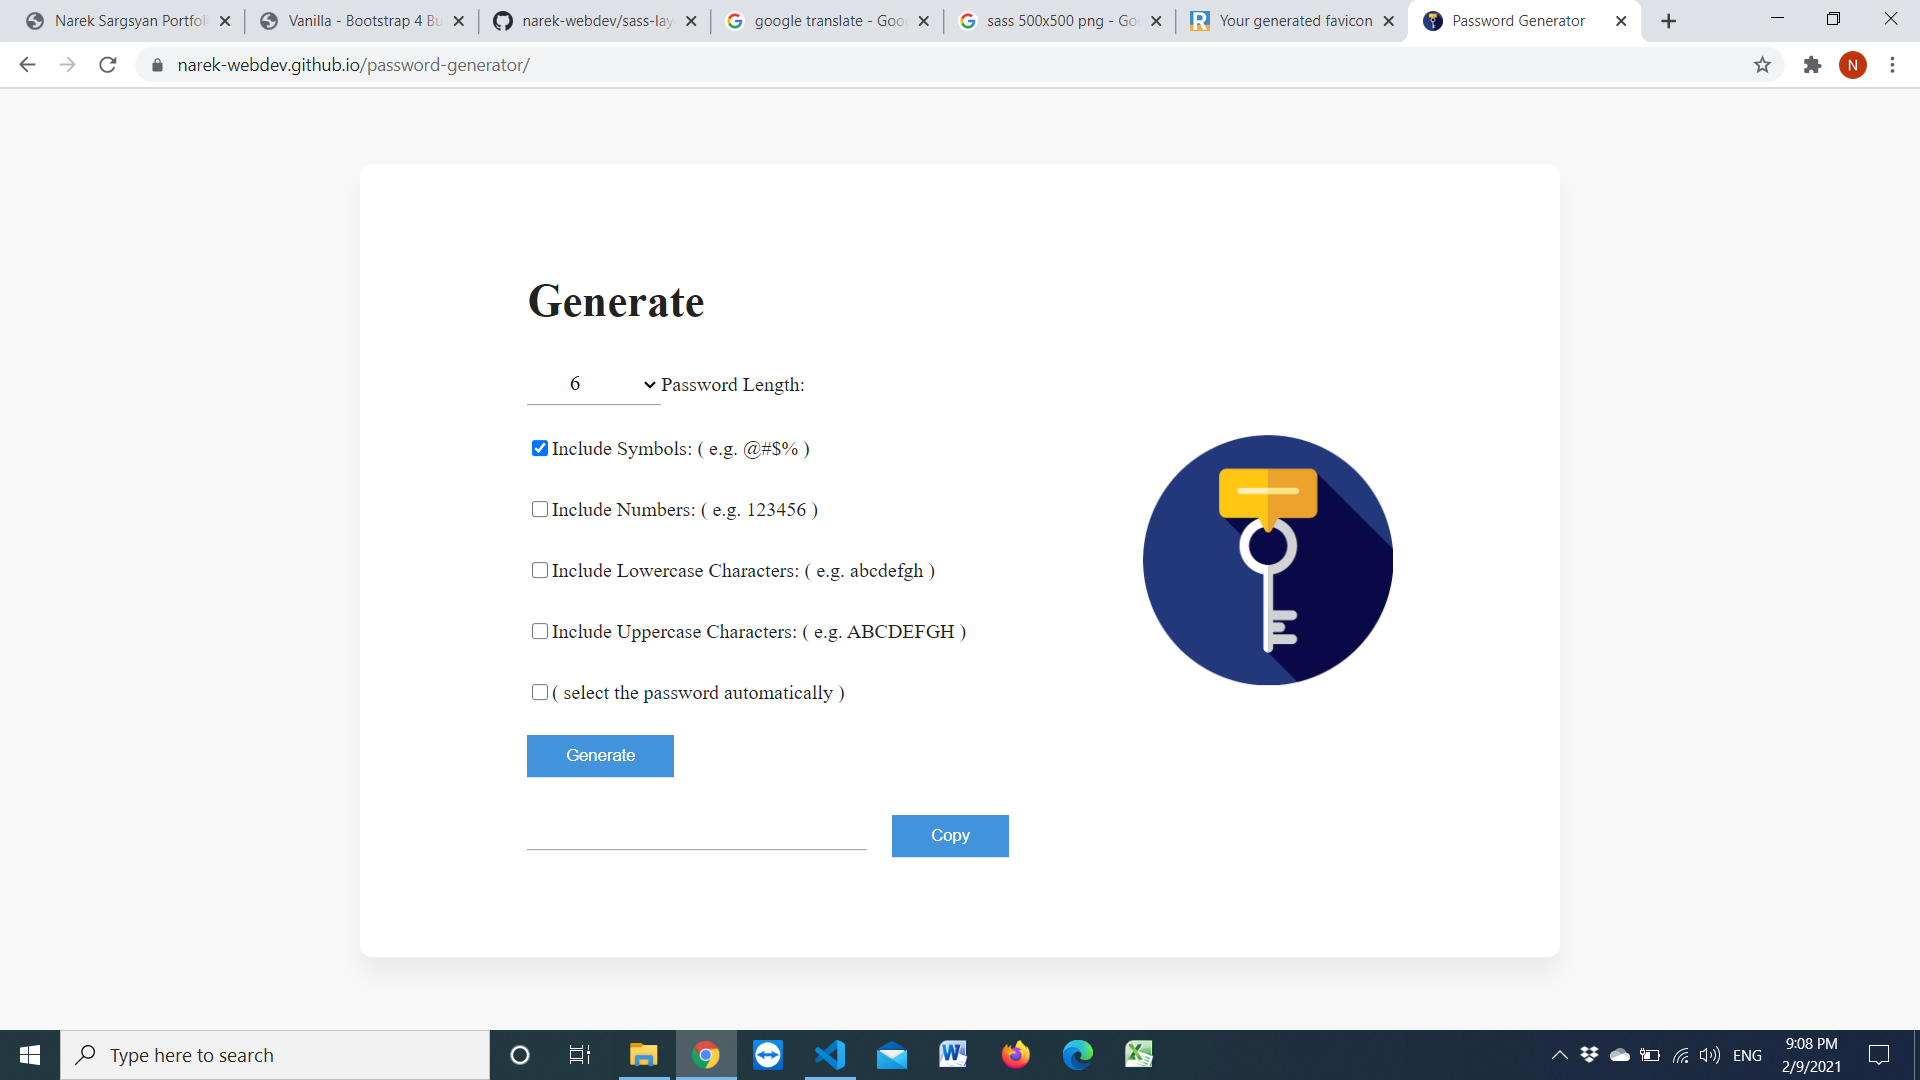 Narek Sargsyan Portfoli
Vanilla - Bootstrap 4 Bu
narek-webdev/sass-lay
google translate - Goo
sass 500x500 png - Go
Your generated favicon
Password Generator
narek-webdev.github.io/password-generator/
N
Generate
6 Password Length:
Include Symbols: ( e.g. @#$% )
Include Numbers: ( e.g. 123456 )
Include Lowercase Characters: ( e.g. abcdefgh )
Include Uppercase Characters: ( e.g. ABCDEFGH )
( select the password automatically )
Generate
Copy
Type here to search
ENG
9:08 PM
2/9/2021